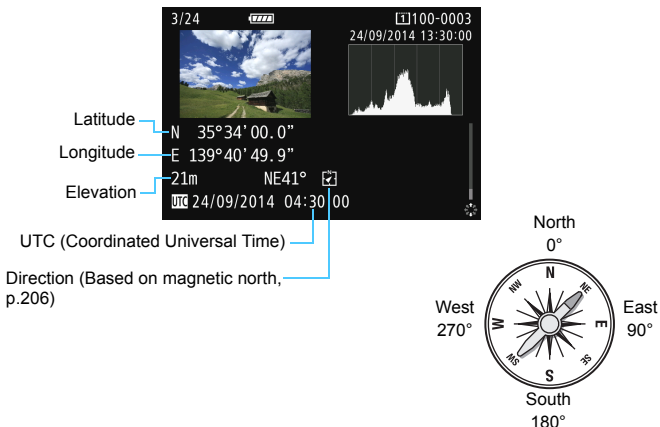 3/24
1 100-0003
24/09/2014 13:30:00
Latitude
N 35°34'00.0"
Longitude
E 139°40'49.9"
Elevation
21m NE41°
UTC 24/09/2014 04:30:00
UTC (Coordinated Universal Time)
Direction (Based on magnetic north,
p.206)
North
0°
N
NW
NE
West
270°
W
E
East
90°
SW
SE
S
South
180°